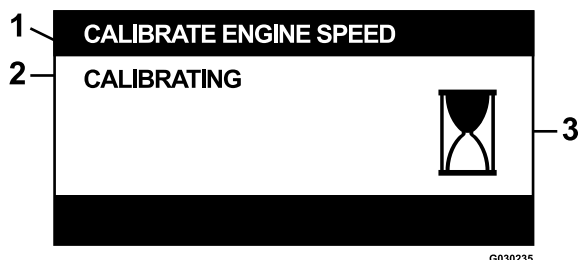 1
CALIBRATE ENGINE SPEED
2
CALIBRATING
3
G030235